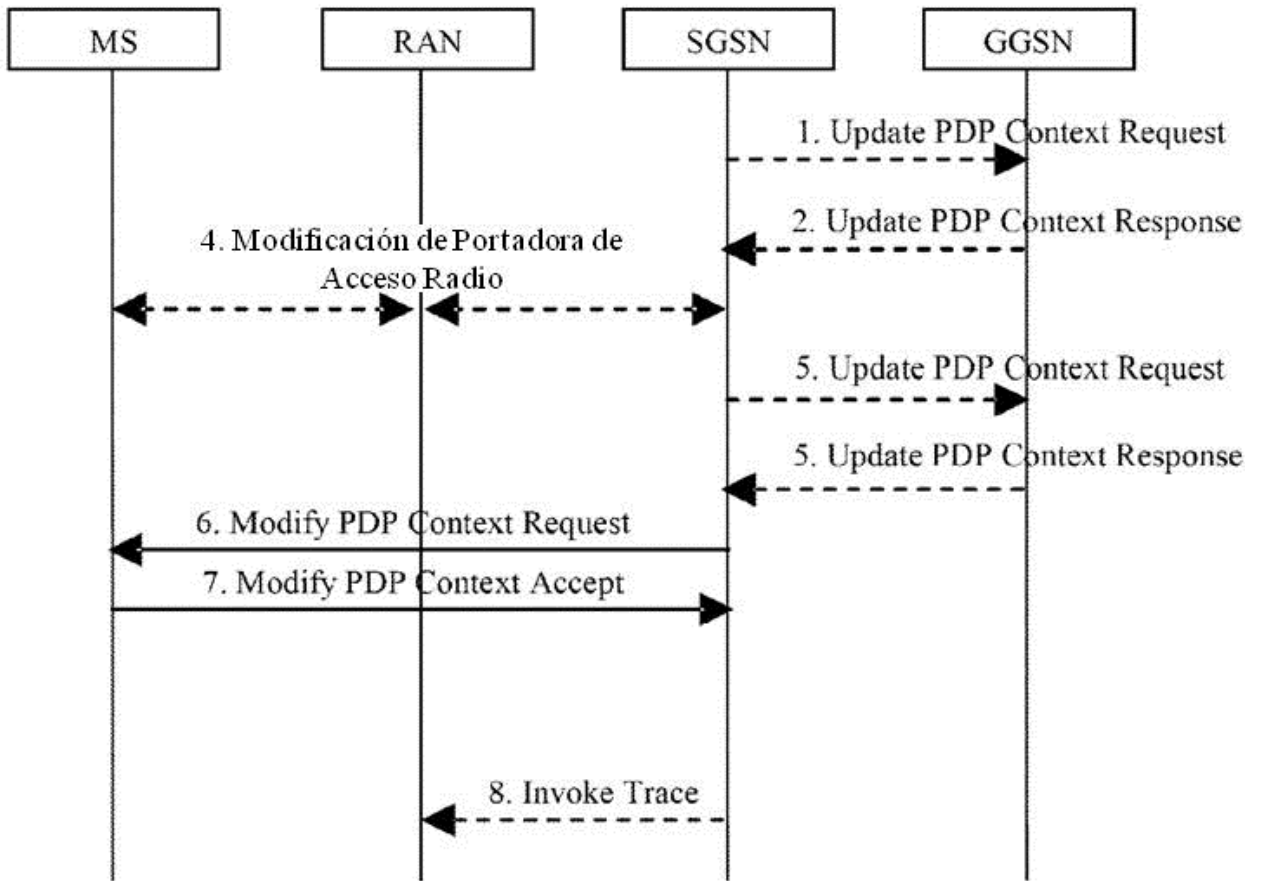 MS
RAN
SGSN
GGSN
1. Update PDP Context Request
2. Update PDP Context Response
4. Modificación de Portadora de
Acceso Radio
5. Update PDP Context Request
5. Update PDP Context Response
6. Modify PDP Context Request
7. Modify PDP Context Accept
8. Invoke Trace